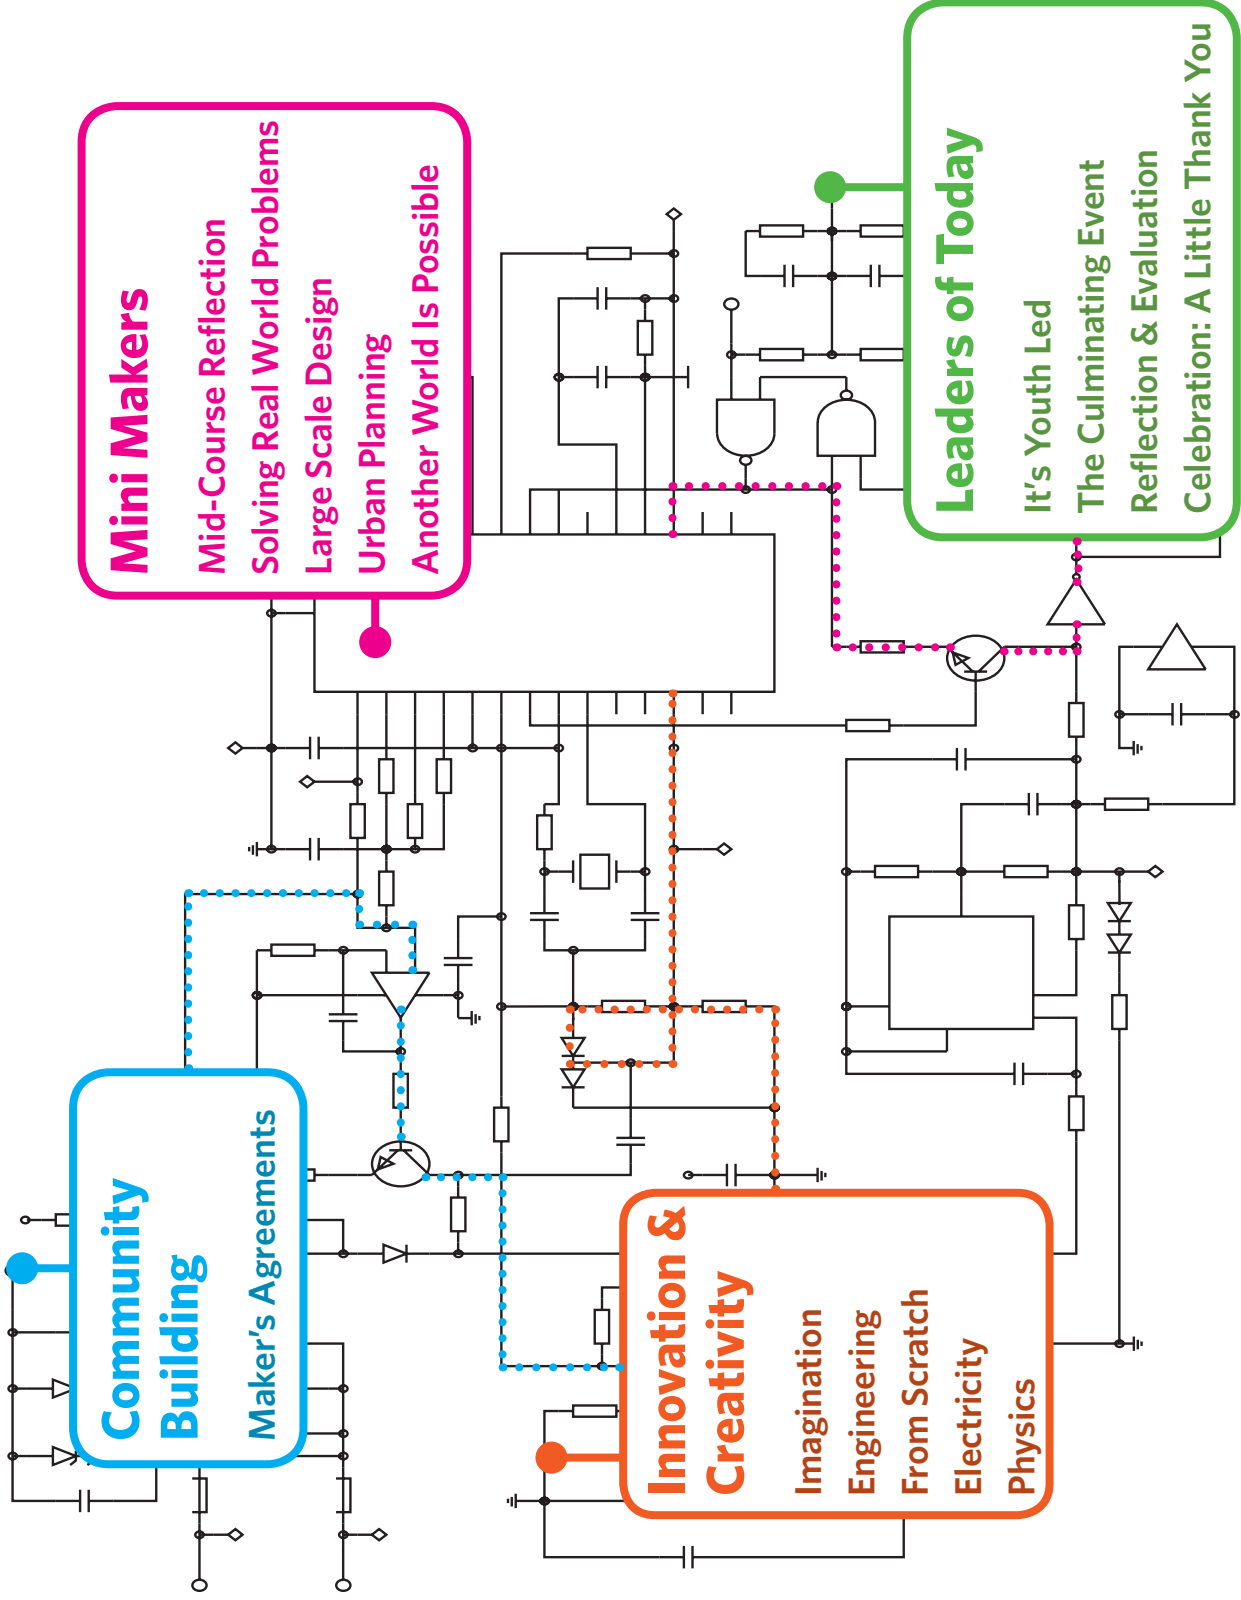 Community
Building
Maker's Agreements
Innovation &
Creativity
Imagination
Engineering
From Scratch
Electricity
Physics
Mini Makers
Mid-Course Reflection
Solving Real World Problems
Large Scale Design
Urban Planning
Another World Is Possible
Leaders of Today
It's Youth Led
The Culminating Event
Reflection & Evaluation
Celebration: A Little Thank You